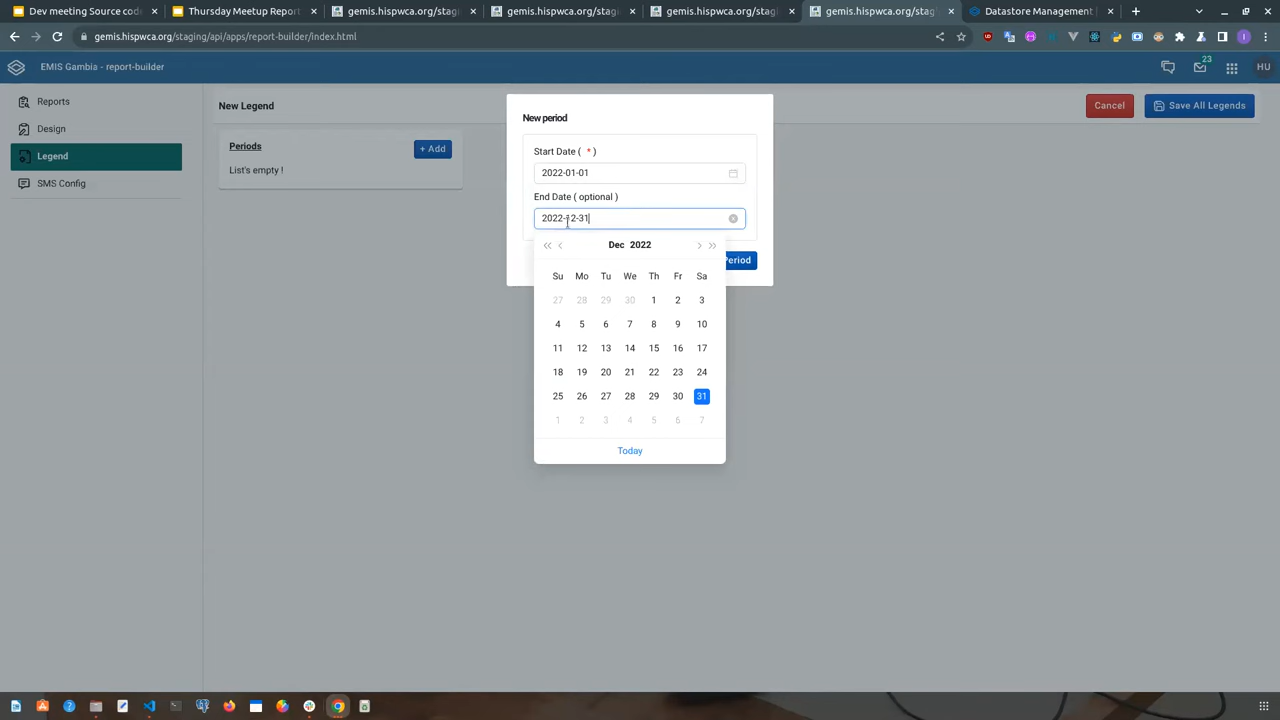 Dev meeting Source code
Thursday Meetup Report
gemis.hispwca.org/stagi
gemis.hispwca.org/stagi
gemis.hispwca.org/stagi
gemis.hispwca.org/stagi
Datastore Management |
gemis.hispwca.org/staging/api/apps/report-builder/index.html
EMIS Gambia - report-builder
23
HU
Reports
Design
Legend
SMS Config
New Legend
Cancel
Save All Legends
Periods
+ Add
List's empty !
New period
Start Date ( * )
2022-01-01
End Date ( optional )
2022-12-31
Period
Dec 2022
Su Mo Tu We Th Fr Sa
27 28 29 30 1 2 3
4 5 6 7 8 9 10
11 12 13 14 15 16 17
18 19 20 21 22 23 24
25 26 27 28 29 30 31
1 2 3 4 5 6 7
Today